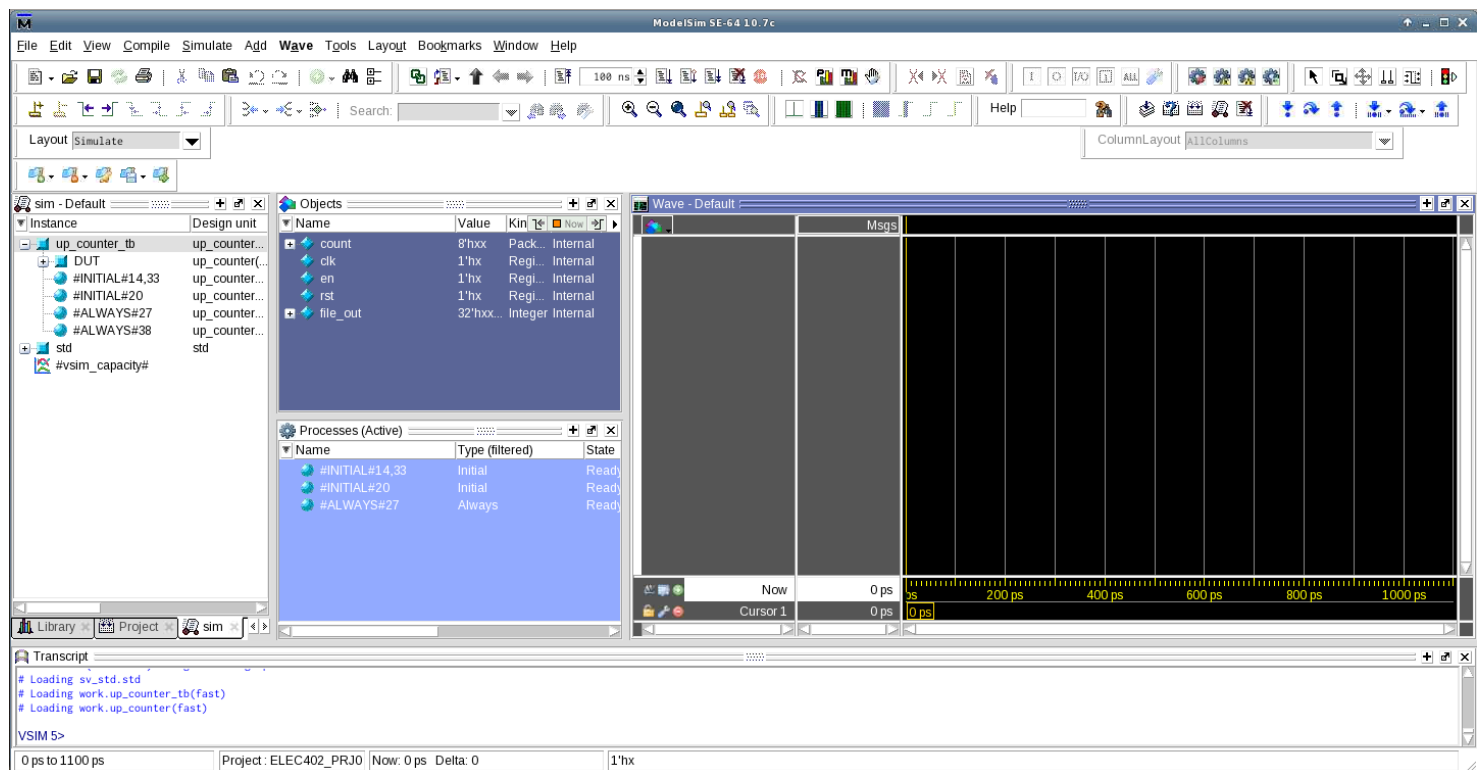 ModelSim SE-64 10.7c
File Edit View Compile Simulate Add Wave Tools Layout Bookmarks Window Help
100 ns
I O I/O ALL
Search:
Help
Layout Simulate
ColumnLayout AllColumns
sim - Default
Instance Design unit
up_counter_tb up_counter...
DUT up_counter(...
#INITIAL#14,33 up_counter...
#INITIAL#20 up_counter...
#ALWAYS#27 up_counter...
#ALWAYS#38 up_counter...
std std
#vsim_capacity#
Library Project sim
Objects
Name Value Kin Now
count 8'hxx Pack... Internal
clk 1'hx Regi... Internal
en 1'hx Regi... Internal
rst 1'hx Regi... Internal
file_out 32'hxx... Integer Internal
Processes (Active)
Name Type (filtered) State
#INITIAL#14,33 Initial Ready
#INITIAL#20 Initial Ready
#ALWAYS#27 Always Ready
Wave - Default
Msgs
Now 0 ps
ps 200 ps 400 ps 600 ps 800 ps 1000 ps
Cursor 1 0 ps 0 ps
Transcript
# Loading sv_std.std
# Loading work.up_counter_tb(fast)
# Loading work.up_counter(fast)
VSIM 5>
0 ps to 1100 ps Project : ELEC402_PRJ0 Now: 0 ps Delta: 0 1'hx